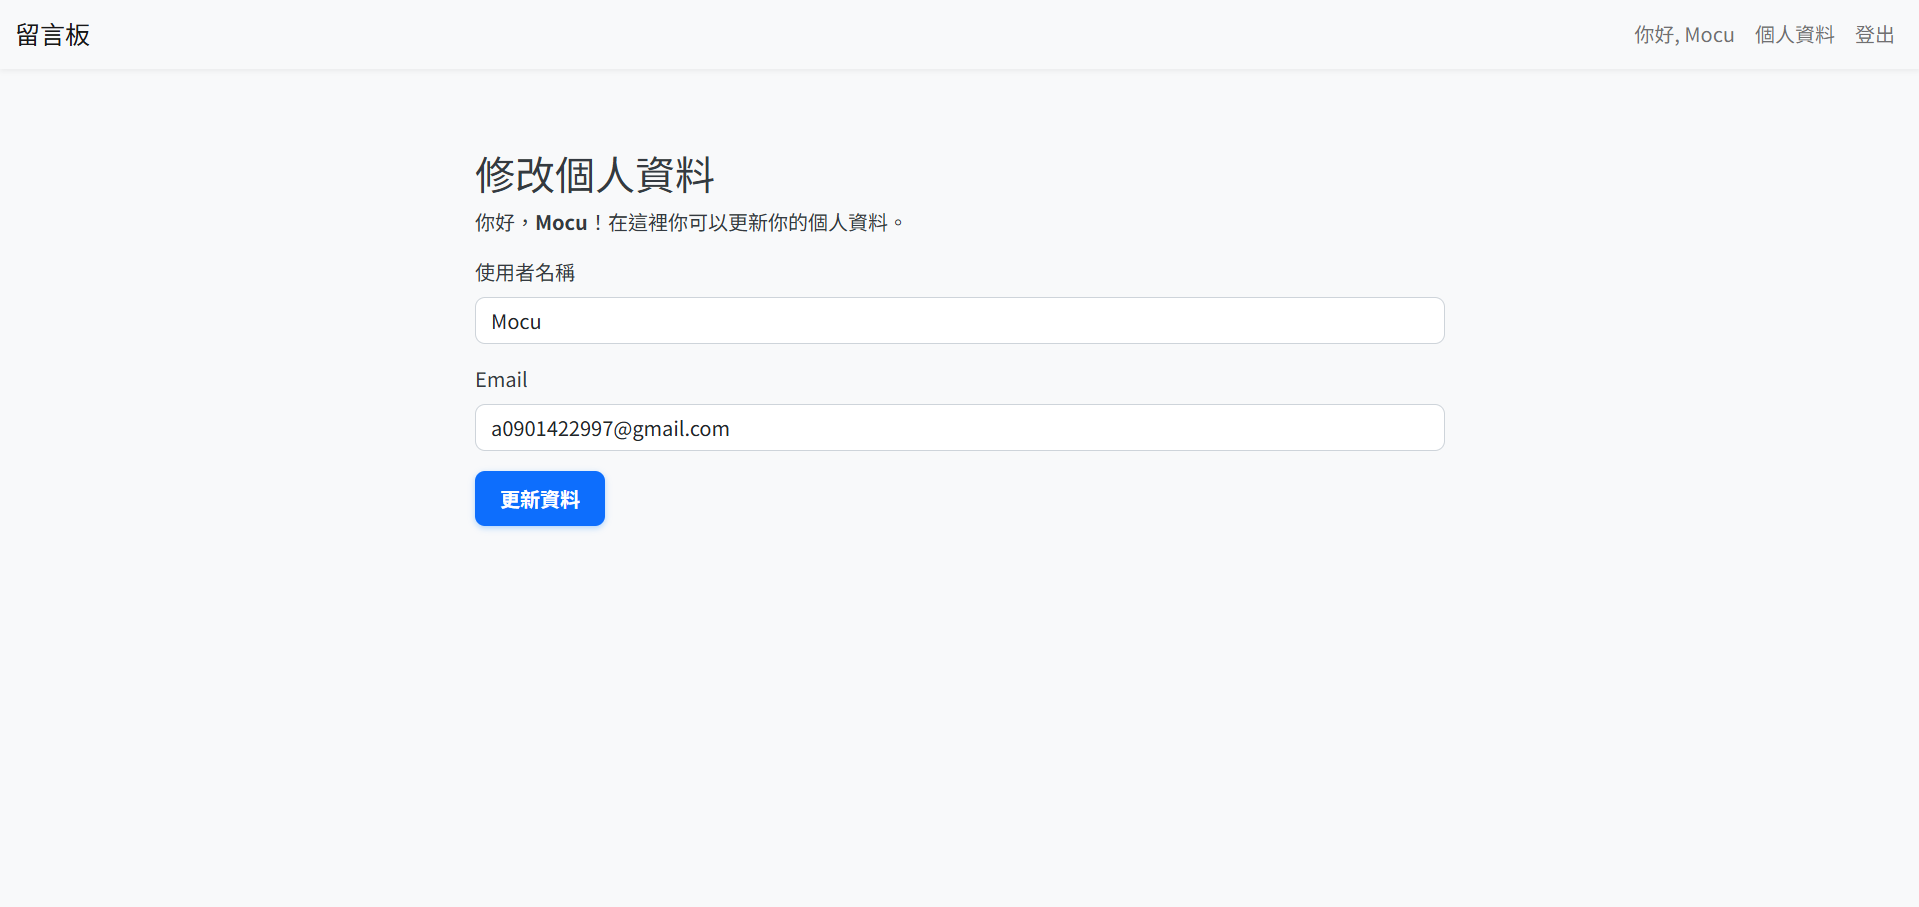 留言板
你好, Mocu 個人資料 登出
修改個人資料
你好，Mocu！在這裡你可以更新你的個人資料。
使用者名稱
Mocu
Email
a0901422997@gmail.com
更新資料